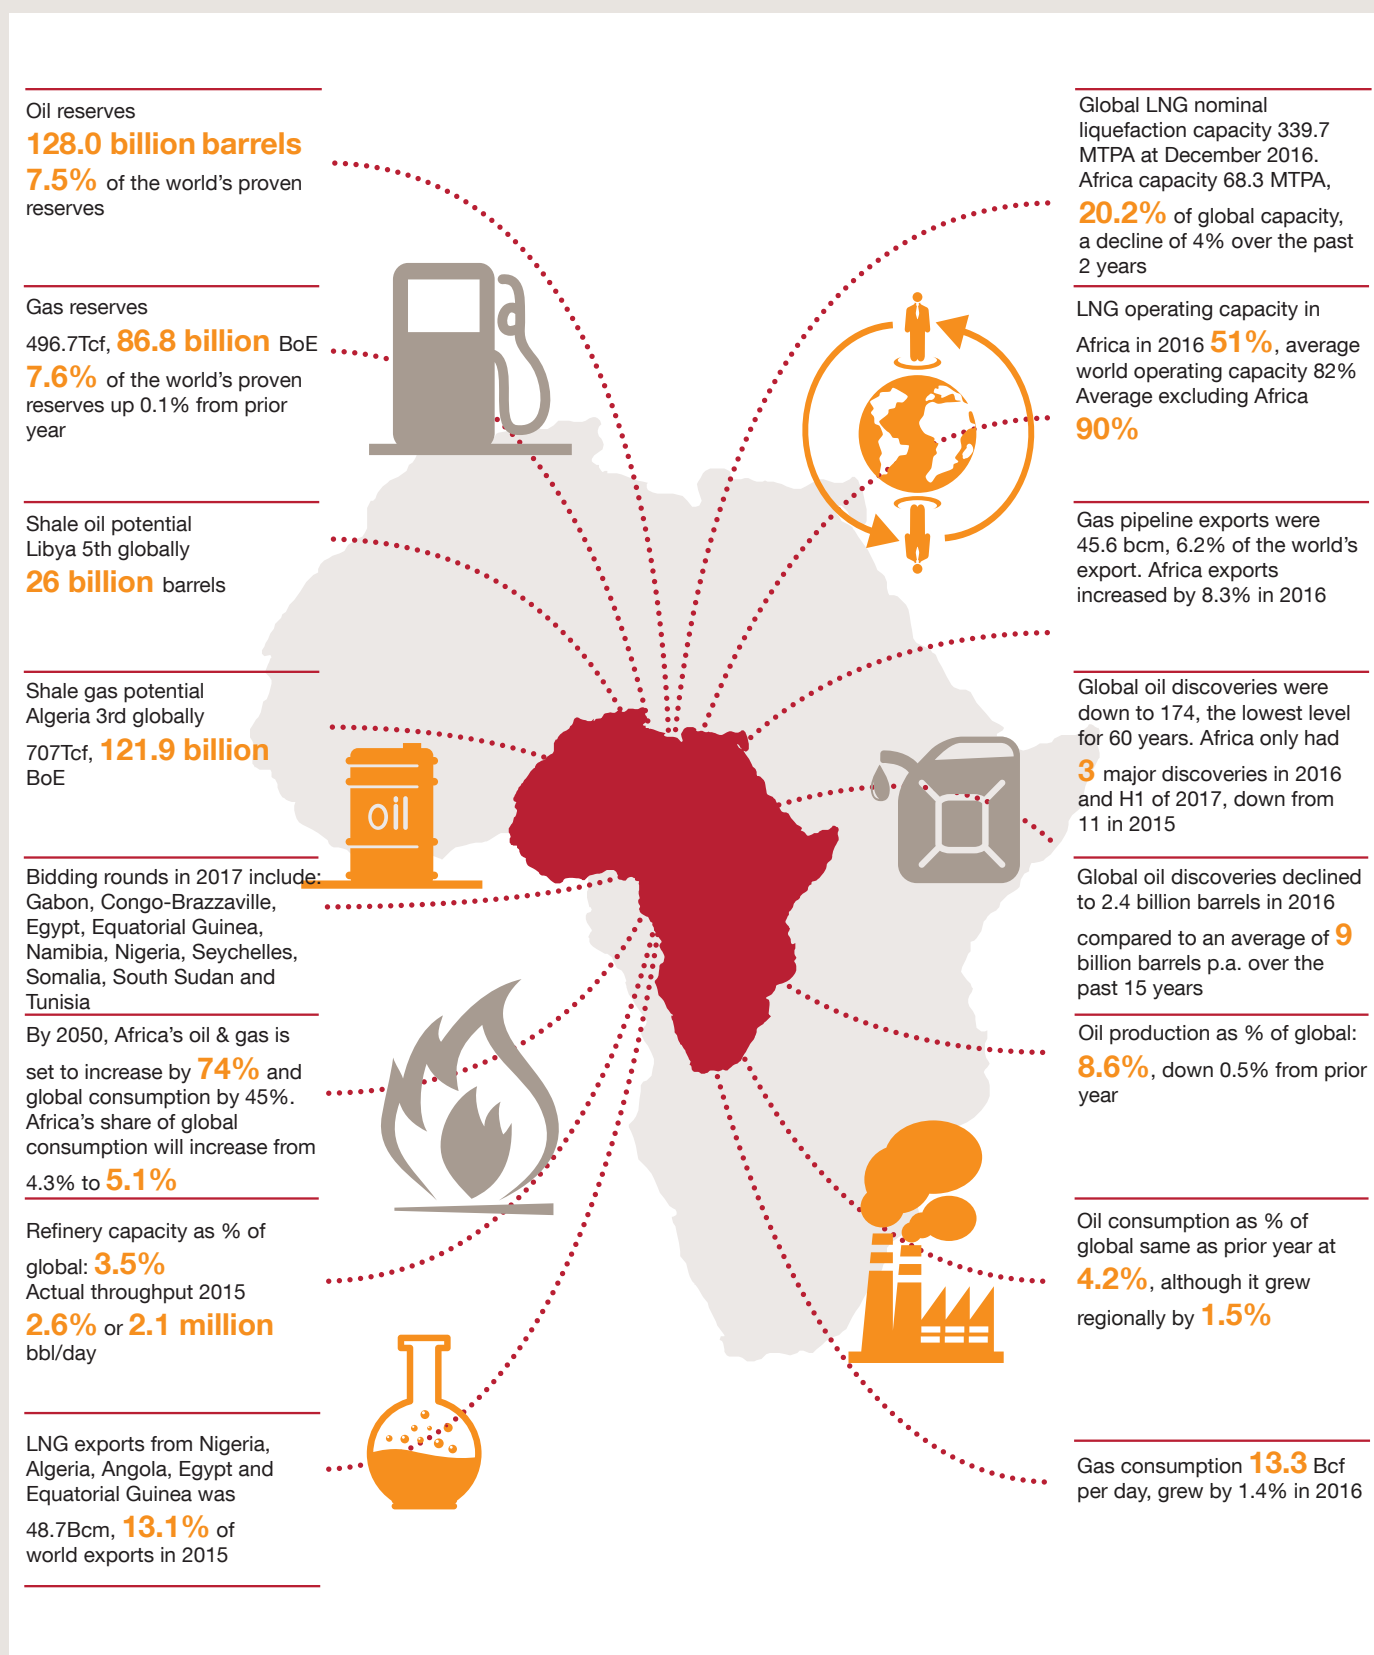 Oil reserves
128.0 billion barrels
7.5% of the world's proven
reserves
Gas reserves
496.7Tcf, 86.8 billion BoE
7.6% of the world's proven
reserves up 0.1% from prior
year
Shale oil potential
Libya 5th globally
26 billion barrels
Shale gas potential
Algeria 3rd globally
707Tcf, 121.9 billion
BoE
oil
Bidding rounds in 2017 include:
Gabon, Congo-Brazzaville,
Egypt, Equatorial Guinea,
Namibia, Nigeria, Seychelles,
Somalia, South Sudan and
Tunisia
By 2050, Africa's oil & gas is
set to increase by 74% and
global consumption by 45%.
Africa's share of global
consumption will increase from
4.3% to 5.1%
Refinery capacity as % of
global: 3.5%
Actual throughput 2015
2.6% or 2.1 million
bbl/day
LNG exports from Nigeria,
Algeria, Angola, Egypt and
Equatorial Guinea was
48.7Bcm, 13.1% of
world exports in 2015
Global LNG nominal
liquefaction capacity 339.7
MTPA at December 2016.
Africa capacity 68.3 MTPA,
20.2% of global capacity,
a decline of 4% over the past
2 years
LNG operating capacity in
Africa in 2016 51%, average
world operating capacity 82%
Average excluding Africa
90%
Gas pipeline exports were
45.6 bcm, 6.2% of the world's
export. Africa exports
increased by 8.3% in 2016
Global oil discoveries were
down to 174, the lowest level
for 60 years. Africa only had
3 major discoveries in 2016
and H1 of 2017, down from
11 in 2015
Global oil discoveries declined
to 2.4 billion barrels in 2016
compared to an average of 9
billion barrels p.a. over the
past 15 years
Oil production as % of global:
8.6%, down 0.5% from prior
year
Oil consumption as % of
global same as prior year at
4.2%, although it grew
regionally by 1.5%
Gas consumption 13.3 Bcf
per day, grew by 1.4% in 2016